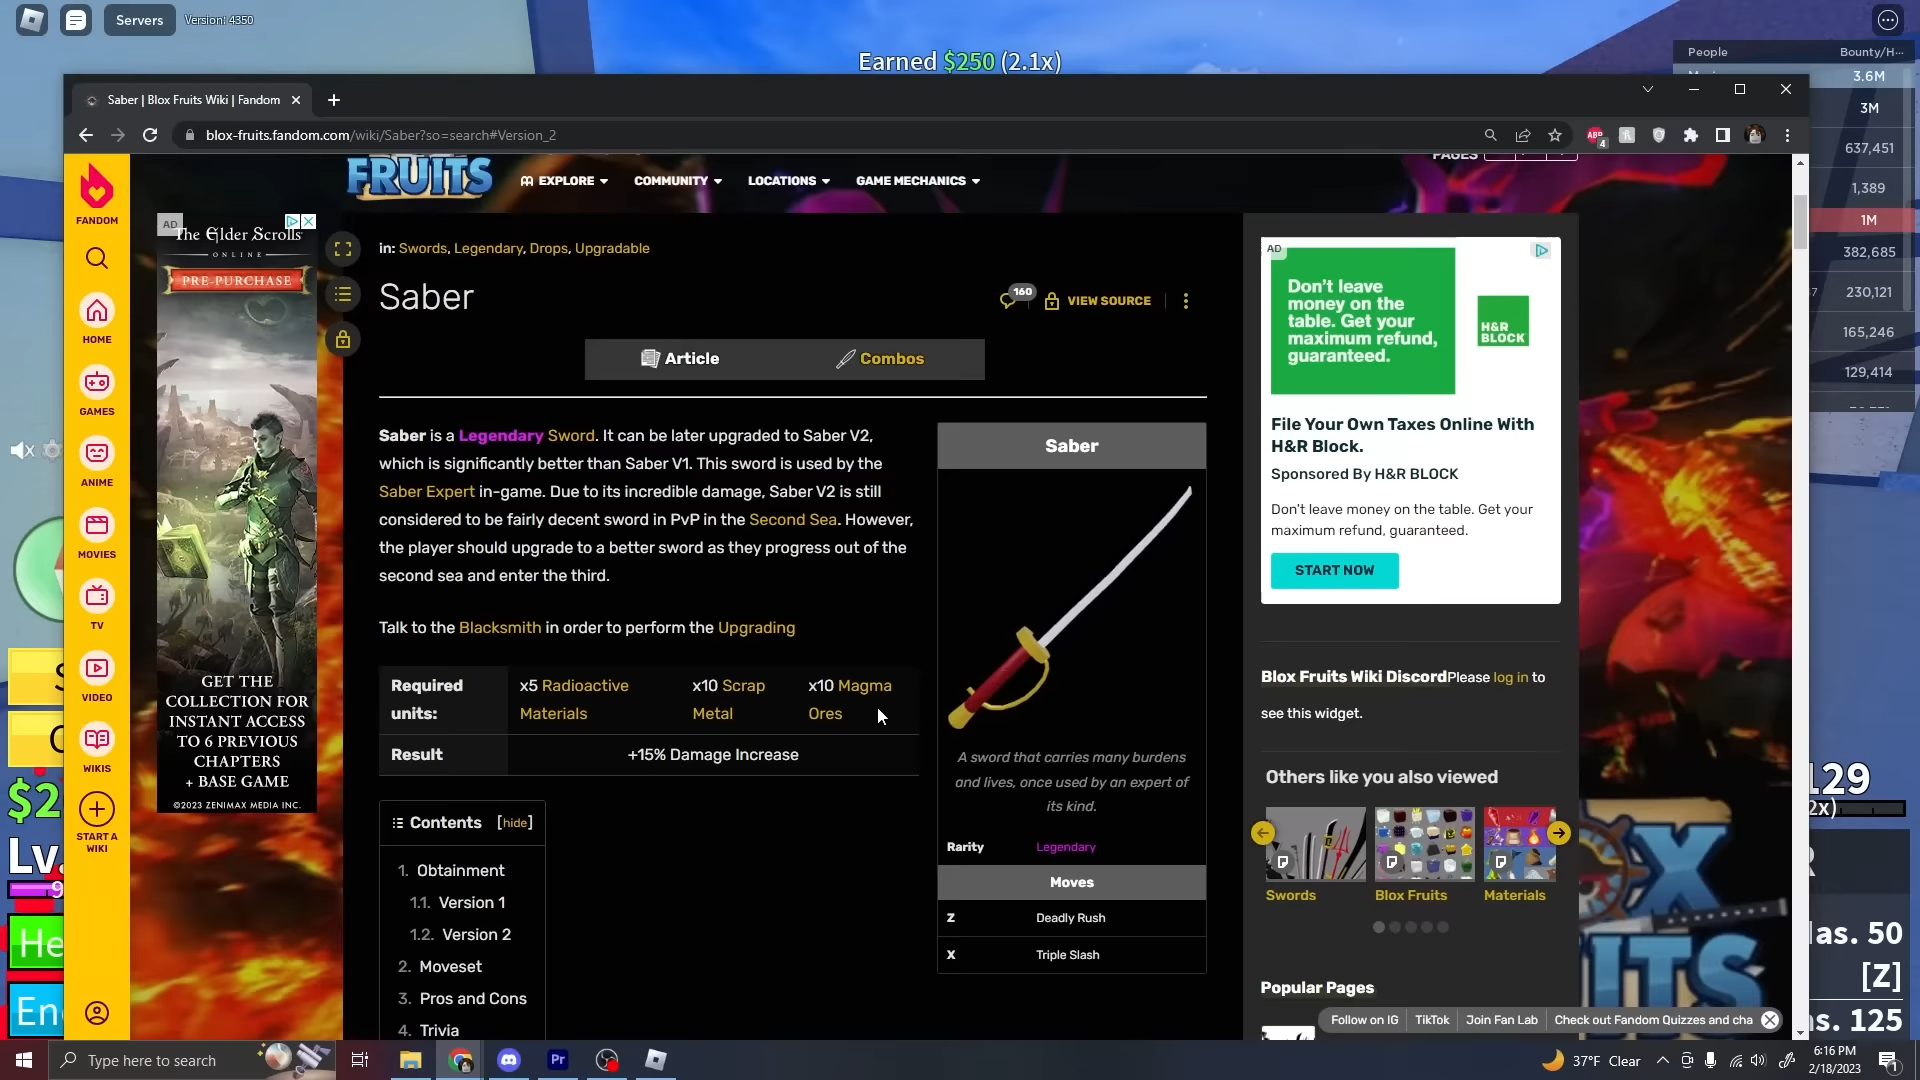 Servers
Version: 4350
Earned $250 (2.1x)
People Bounty/H...
3.6M
3M
637,451
1,389
1M
382,685
230,121
165,246
129,414
Saber | Blox Fruits Wiki | Fandom
blox-fruits.fandom.com/wiki/Saber?so=search#Version_2
ABP
4
FANDOM
HOME
GAMES
ANIME
MOVIES
TV
VIDEO
WIKIS
START A
WIKI
FRUITS
EXPLORE
COMMUNITY
LOCATIONS
GAME MECHANICS
PAGES
AD
The Elder Scrolls
ONLINE
PRE-PURCHASE
GET THE
COLLECTION FOR
INSTANT ACCESS
TO 6 PREVIOUS
CHAPTERS
+ BASE GAME
©2023 ZENIMAX MEDIA INC.
in: Swords, Legendary, Drops, Upgradable
Saber
160
VIEW SOURCE
Article
Combos
Saber is a Legendary Sword. It can be later upgraded to Saber V2,
which is significantly better than Saber V1. This sword is used by the
Saber Expert in-game. Due to its incredible damage, Saber V2 is still
considered to be fairly decent sword in PvP in the Second Sea. However,
the player should upgrade to a better sword as they progress out of the
second sea and enter the third.
Talk to the Blacksmith in order to perform the Upgrading
Required
units:
x5 Radioactive
Materials
x10 Scrap
Metal
x10 Magma
Ores
Result
+15% Damage Increase
Contents [hide]
1. Obtainment
1.1. Version 1
1.2. Version 2
2. Moveset
3. Pros and Cons
4. Trivia
Saber
A sword that carries many burdens
and lives, once used by an expert of
its kind.
Rarity Legendary
Moves
Z Deadly Rush
X Triple Slash
AD
Don't leave
money on the
table. Get your
maximum refund,
guaranteed.
H&R
BLOCK
File Your Own Taxes Online With
H&R Block.
Sponsored By H&R BLOCK
Don't leave money on the table. Get your
maximum refund, guaranteed.
START NOW
Blox Fruits Wiki DiscordPlease log in to
see this widget.
Others like you also viewed
Swords
Blox Fruits
Materials
Popular Pages
Follow on IG
TikTok
Join Fan Lab
Check out Fandom Quizzes and cha
$2
Lv.
9
He
En
129
2x)
as. 50
[Z]
s. 125
Type here to search
Pr
37°F Clear
6:16 PM
2/18/2023
1